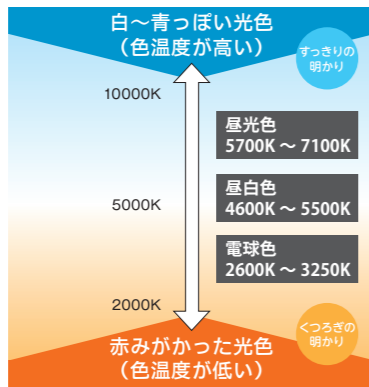 白〜青っぽい光色
（色温度が高い）
すっきりの
明かり
10000K
昼光色
5700K 〜 7100K
昼白色
4600K 〜 5500K
5000K
電球色
2600K 〜 3250K
2000K
くつろぎの
明かり
赤みがかった光色
（色温度が低い）